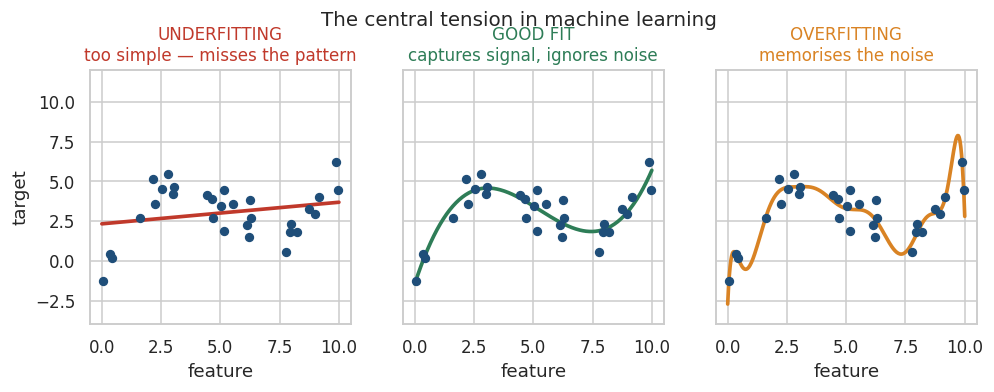 The central tension in machine learning
UNDERFITTING
too simple — misses the pattern
GOOD FIT
captures signal, ignores noise
OVERFITTING
memorises the noise
target
10.0
7.5
5.0
2.5
0.0
−2.5
0.0 2.5 5.0 7.5 10.0
feature
0.0 2.5 5.0 7.5 10.0
feature
0.0 2.5 5.0 7.5 10.0
feature